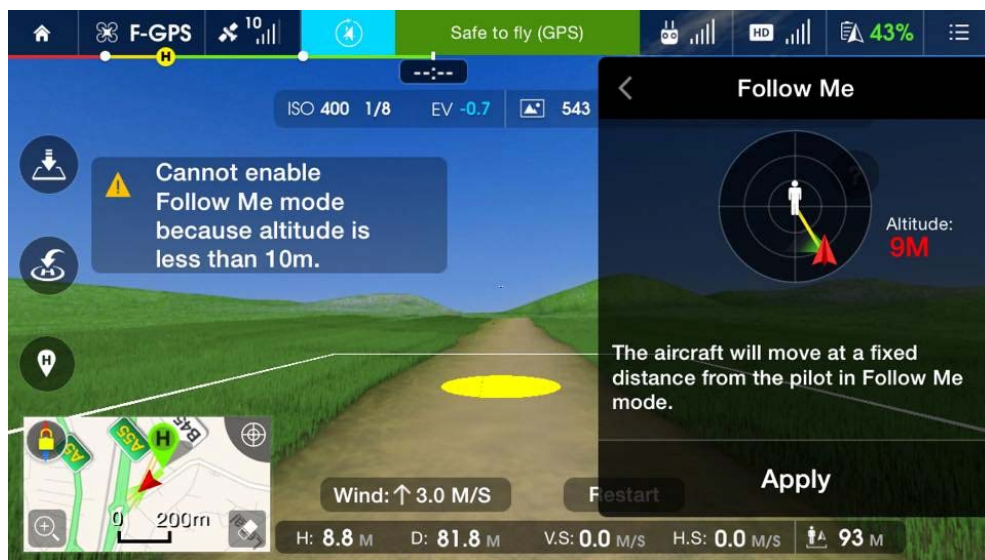 F-GPS
10
Safe to fly (GPS)
HD
43%
H
--:--
ISO 400 1/8 EV -0.7 543
Follow Me
Cannot enable
Follow Me mode
because altitude is
less than 10m.
Altitude:
9M
H
The aircraft will move at a fixed
distance from the pilot in Follow Me
mode.
Apply
H
A55
B45
A5
0 200m
Wind: ↑ 3.0 M/S
Restart
H: 8.8 M D: 81.8 M V.S: 0.0 M/S H.S: 0.0 M/S 93 M